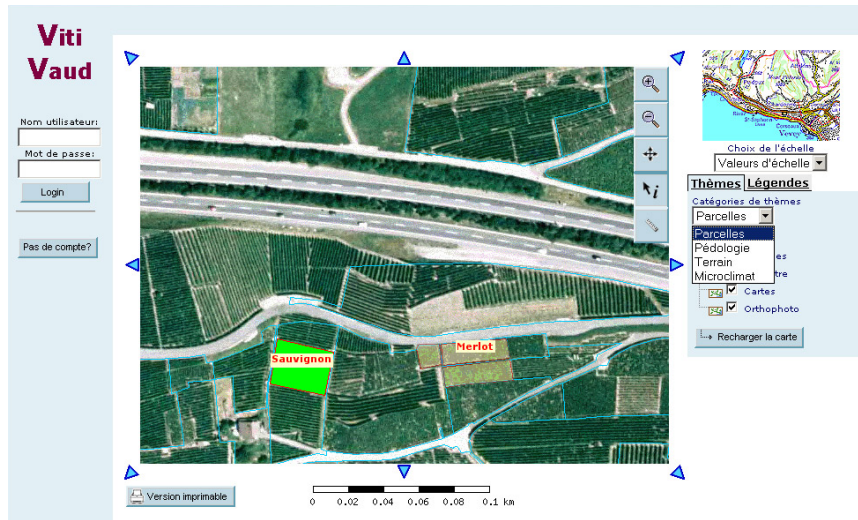 Viti
Vaud
Nom utilisateur:
Mot de passe:
Login
Pas de compte?
Sauvignon
Merlot
i
Version imprimable
0 0.02 0.04 0.06 0.08 0.1 km
Vevey
Choix de l'échelle
Valeurs d'échelle
Thèmes Légendes
Catégories de thèmes
Parcelles
Parcelles
Pédologie
Terrain
Microclimat
Cartes
Orthophoto
Recharger la carte